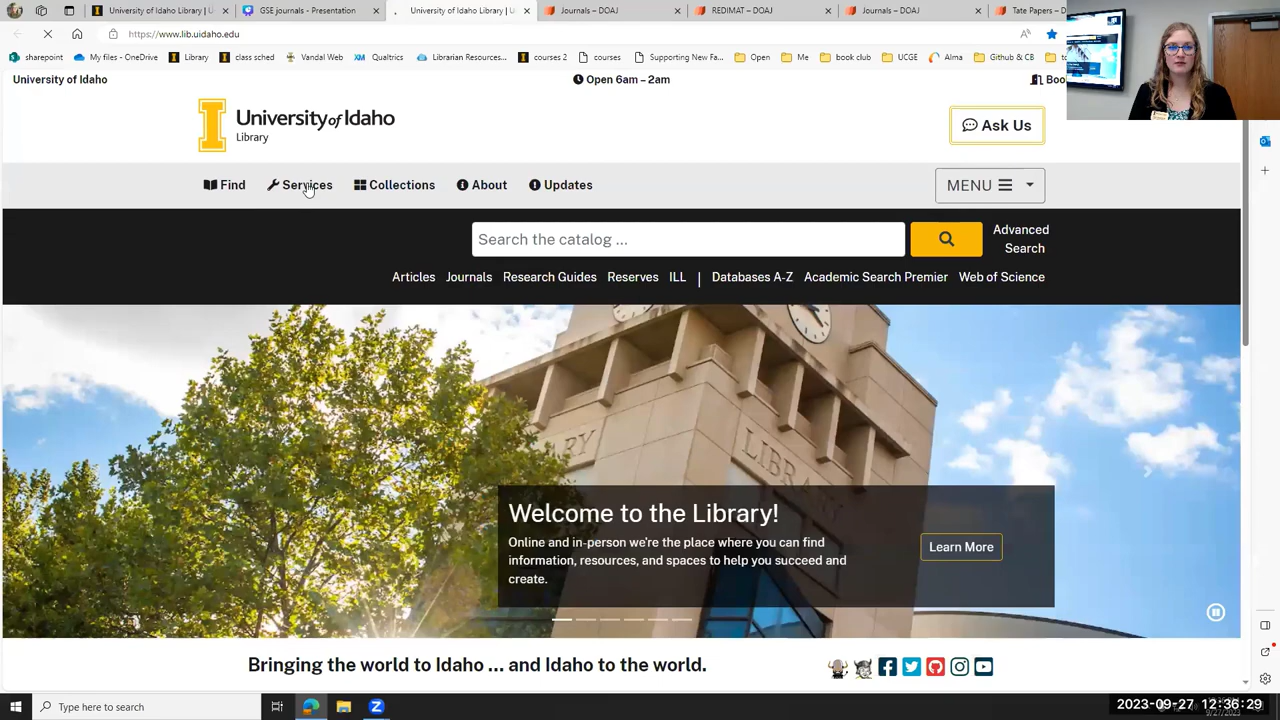 University of Idaho Library | U
GSE journals - Presentation
University of Idaho Library | U
Journals – DOAJ
REDIMAT – DOAJ
Journals – DOAJ
Tate Papers – D
https://www.lib.uidaho.edu
sharepoint
My files - OneDrive
Library
class sched
Vandal Web
Qualtrics
Librarian Resources...
courses 2
courses
Supporting New Fa...
Open
Me
book club
UCGE
Alma
Github & CB
University of Idaho
Open 6am – 2am
Boo
University of Idaho
Library
Ask Us
Find
Services
Collections
About
Updates
MENU
Search the catalog ...
Advanced
Search
Articles
Journals
Research Guides
Reserves
ILL
|
Databases A-Z
Academic Search Premier
Web of Science
LIBRARY
Welcome to the Library!
Online and in-person we're the place where you can find
information, resources, and spaces to help you succeed and
create.
Learn More
Bringing the world to Idaho ... and Idaho to the world.
Type here to search
2023-09-27 12:36:29